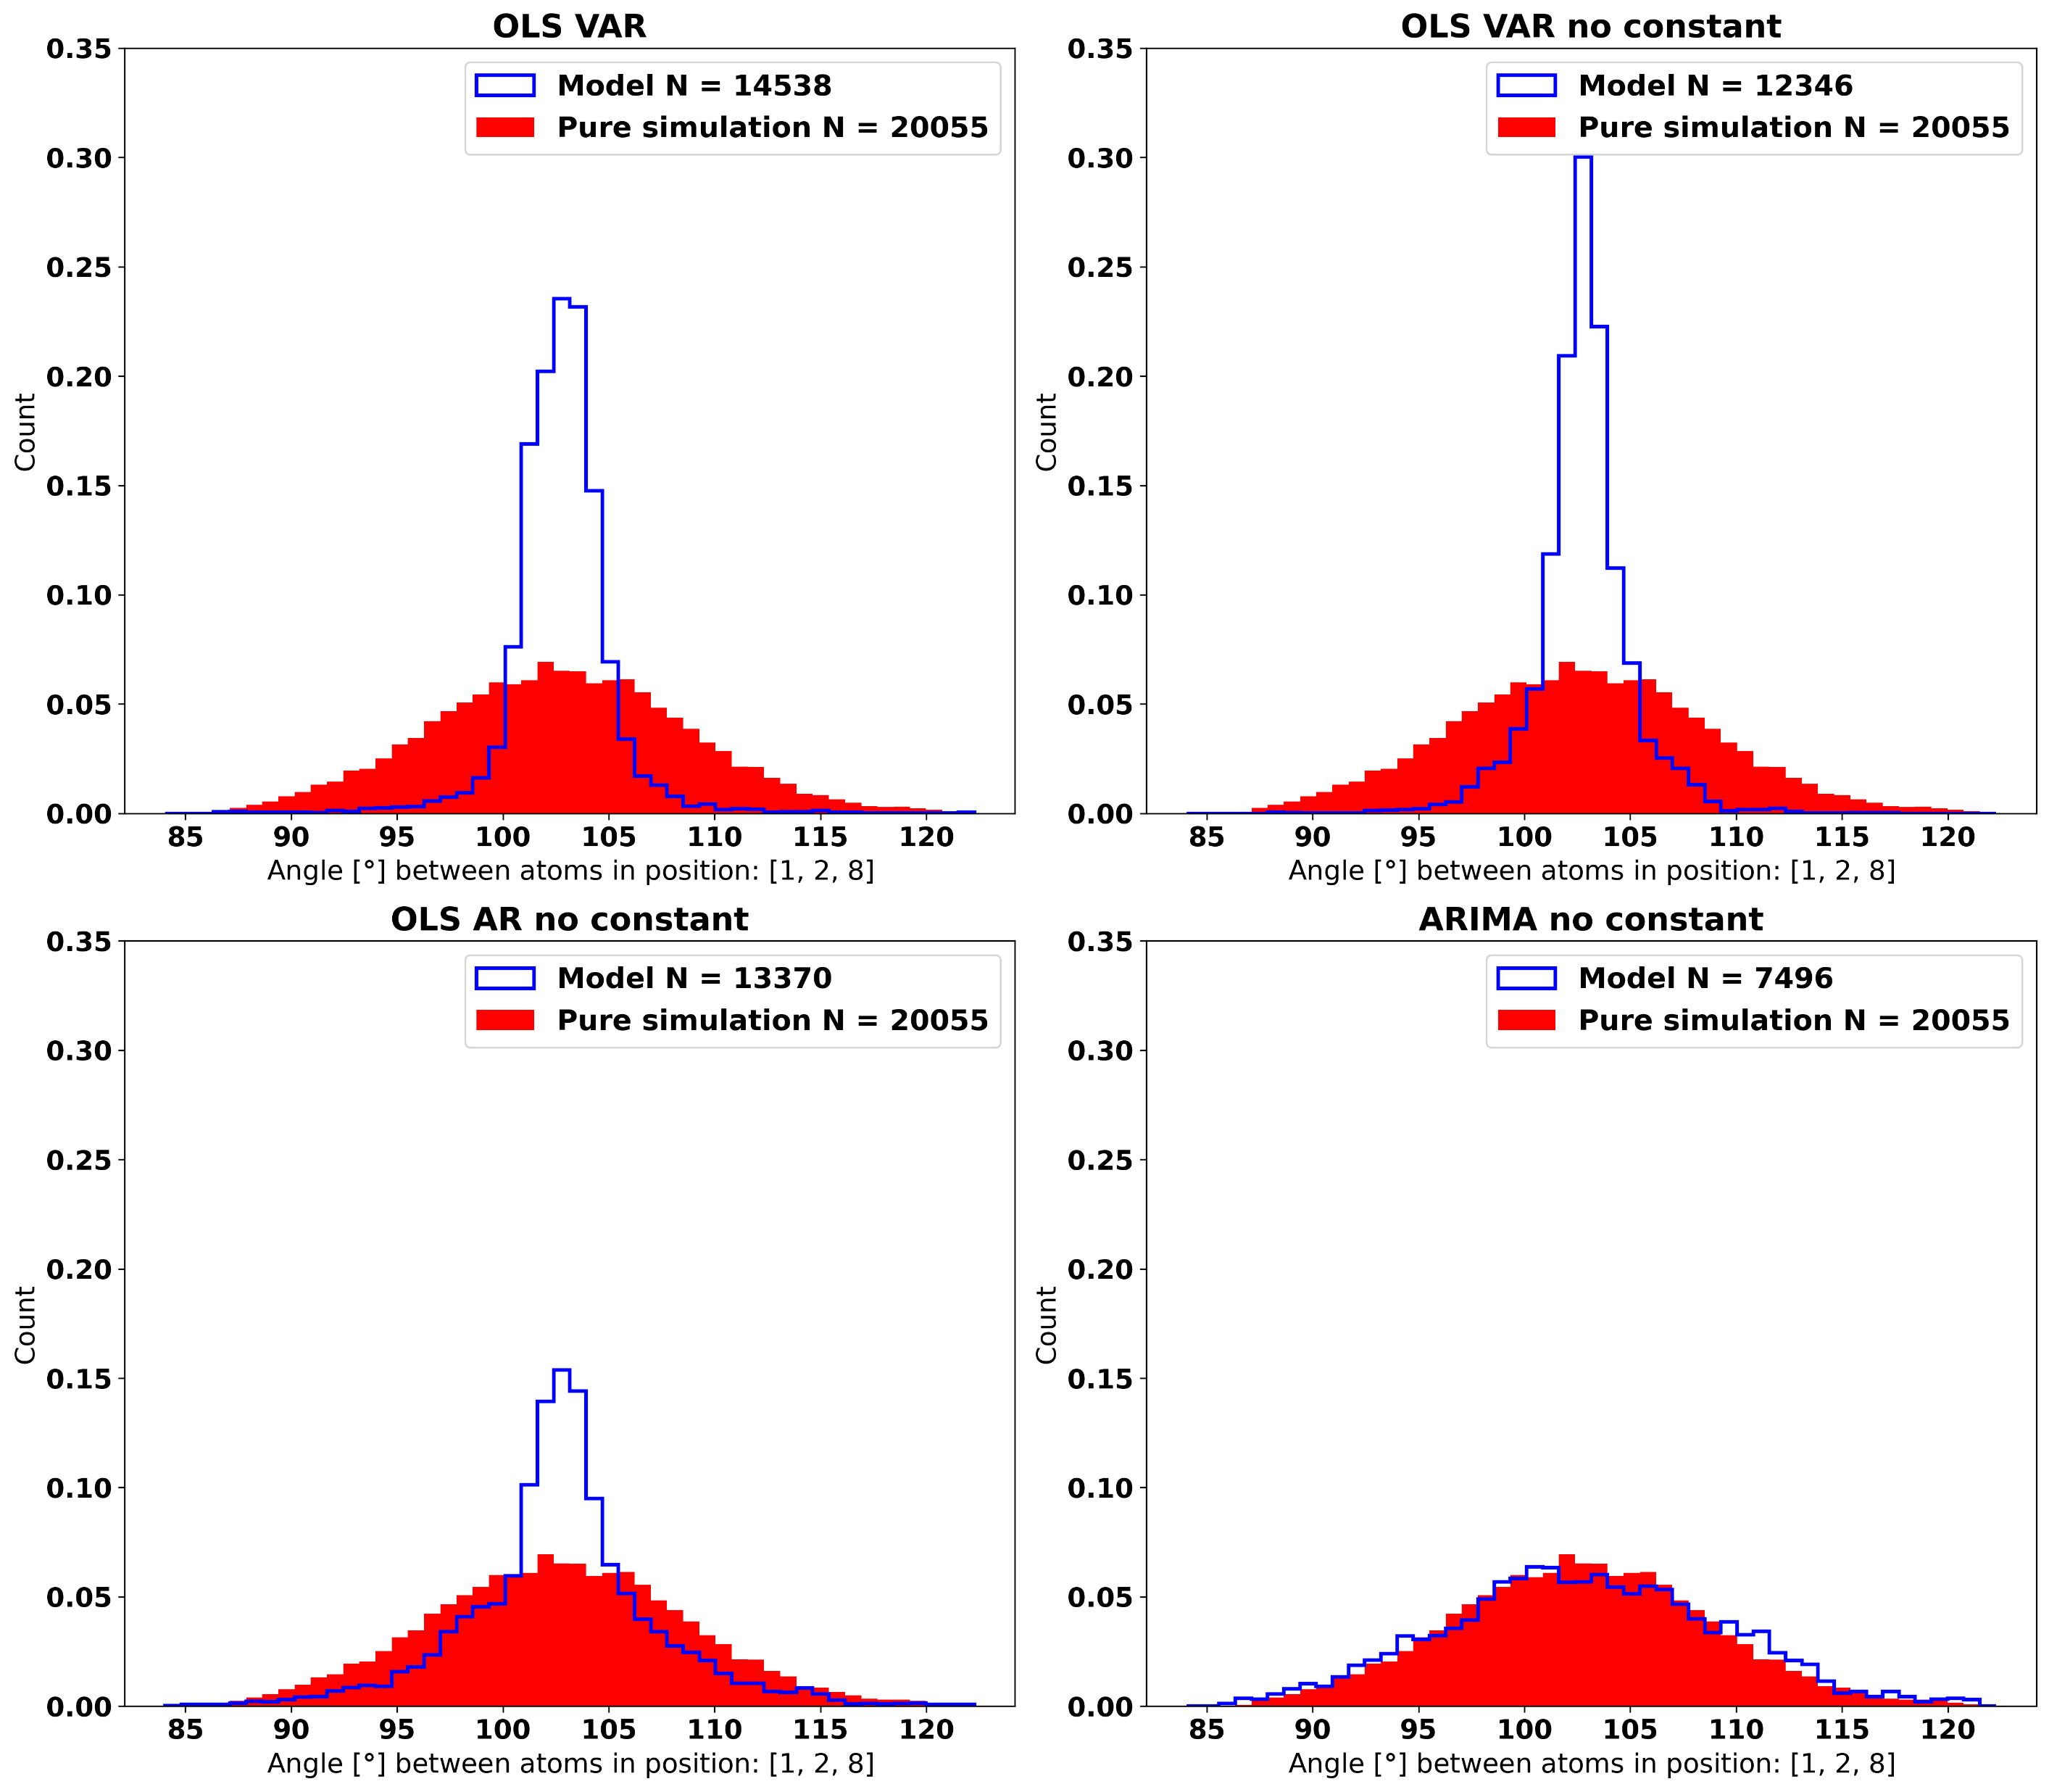 OLS VAR
0.35
0.30
0.25
0.20
0.15
0.10
0.05
0.00
Count
Model N = 14538
Pure simulation N = 20055
85 90 95 100 105 110 115 120
Angle [°] between atoms in position: [1, 2, 8]
OLS VAR no constant
0.35
0.30
0.25
0.20
0.15
0.10
0.05
0.00
Count
Model N = 12346
Pure simulation N = 20055
85 90 95 100 105 110 115 120
Angle [°] between atoms in position: [1, 2, 8]
OLS AR no constant
0.35
0.30
0.25
0.20
0.15
0.10
0.05
0.00
Count
Model N = 13370
Pure simulation N = 20055
85 90 95 100 105 110 115 120
Angle [°] between atoms in position: [1, 2, 8]
ARIMA no constant
0.35
0.30
0.25
0.20
0.15
0.10
0.05
0.00
Count
Model N = 7496
Pure simulation N = 20055
85 90 95 100 105 110 115 120
Angle [°] between atoms in position: [1, 2, 8]